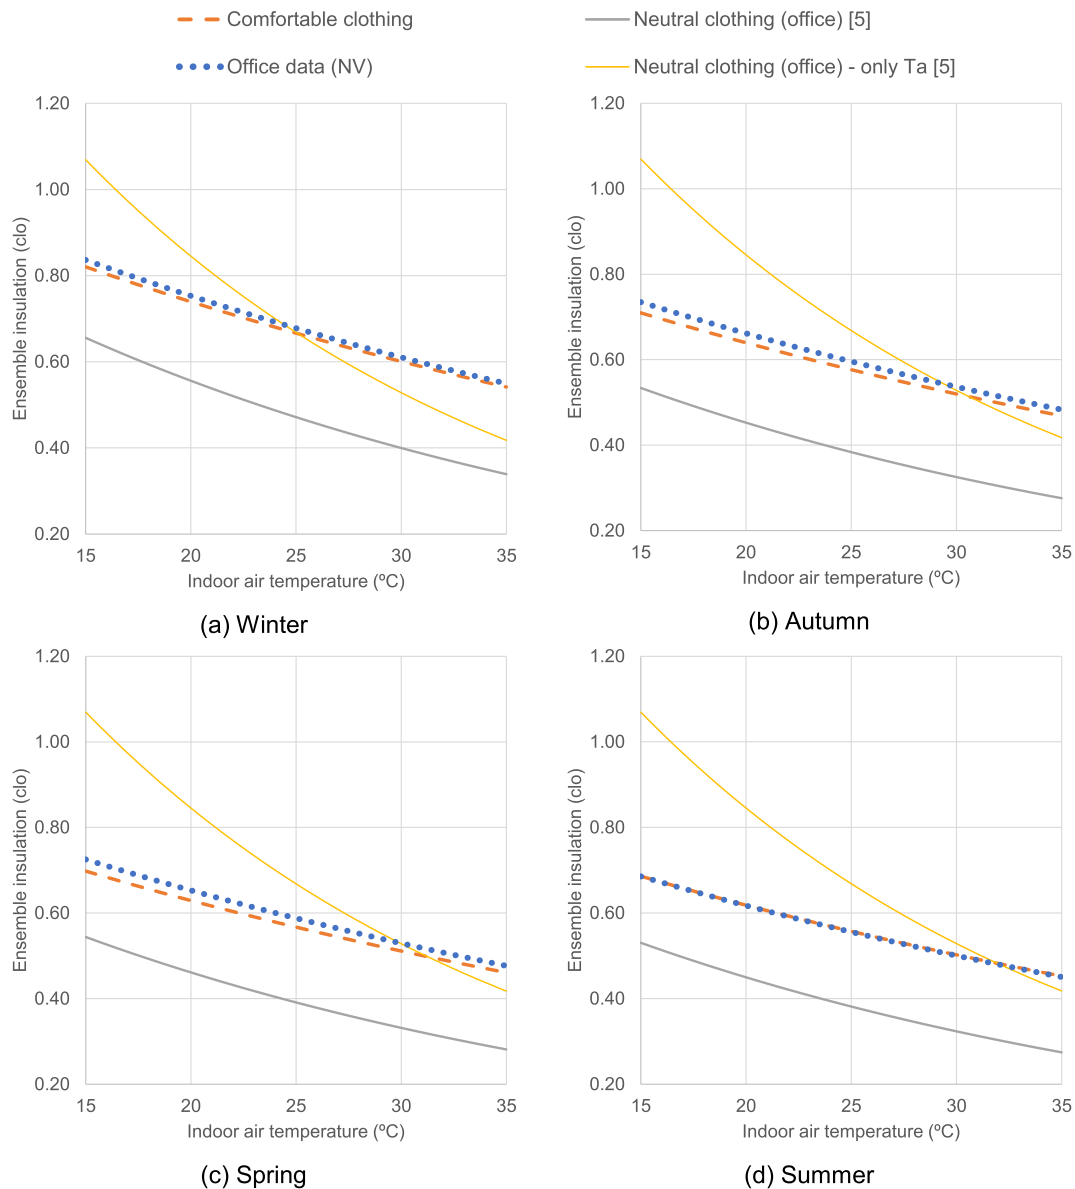 Comfortable clothing
Neutral clothing (office) [5]
Office data (NV)
Neutral clothing (office) - only Ta [5]
1.20
1.00
0.80
0.60
0.40
0.20
Ensemble insulation (clo)
15 20 25 30 35
Indoor air temperature (ºC)
(a) Winter
1.20
1.00
0.80
0.60
0.40
0.20
Ensemble insulation (clo)
15 20 25 30 35
Indoor air temperature (ºC)
(b) Autumn
1.20
1.00
0.80
0.60
0.40
0.20
Ensemble insulation (clo)
15 20 25 30 35
Indoor air temperature (ºC)
(c) Spring
1.20
1.00
0.80
0.60
0.40
0.20
Ensemble insulation (clo)
15 20 25 30 35
Indoor air temperature (ºC)
(d) Summer